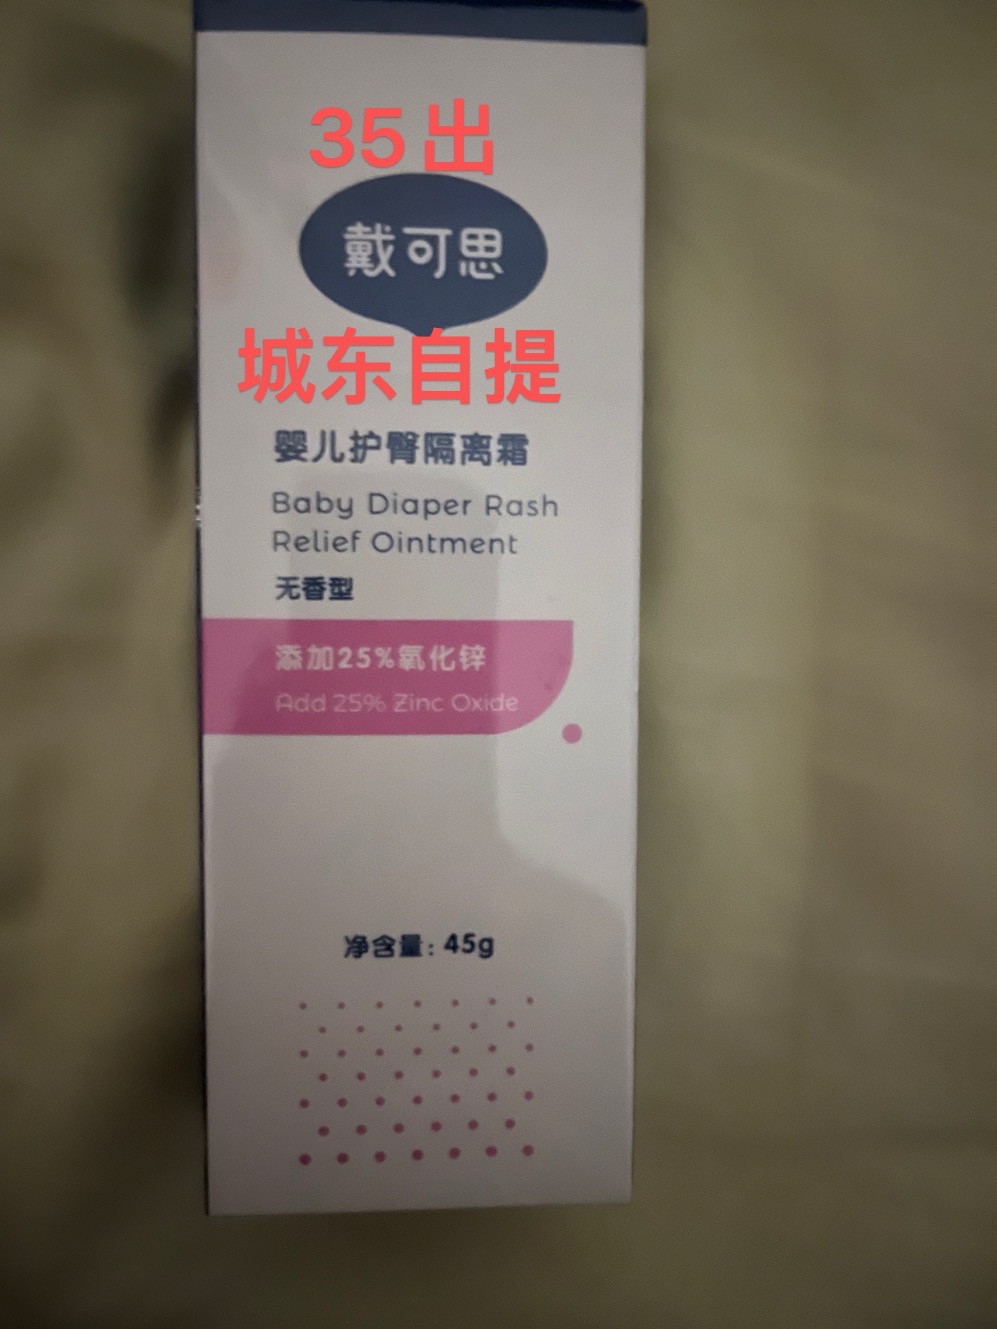 35出
戴可思
城东自提
婴儿护臀隔离霜
Baby Diaper Rash
Relief Ointment
无香型
添加25%氧化锌
Add 25% Zinc Oxide
净含量: 45g